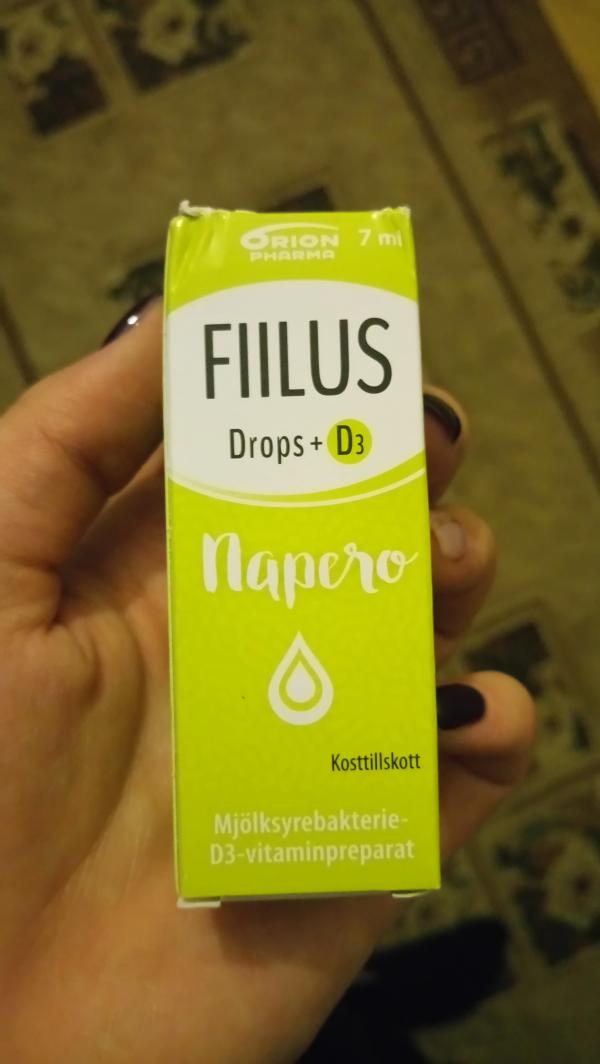 ORION 7 ml
PHARMA
FIILUS
Drops + D3
Napero
Kosttillskott
Mjölksyrebakterie-
D3-vitaminpreparat